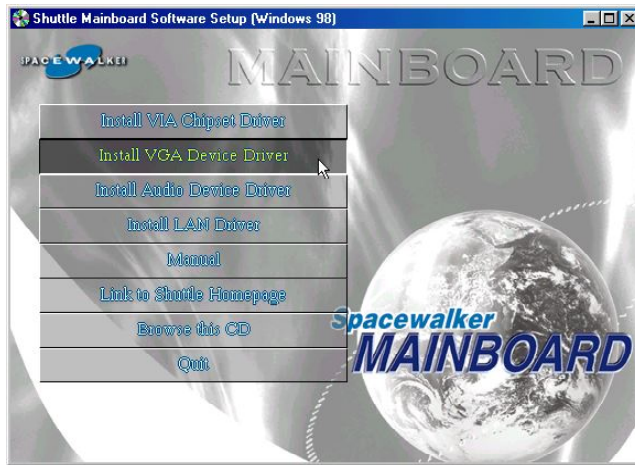 Shuttle Mainboard Software Setup (Windows 98)
SPACEWALKER
MAINBOARD
Install VIA Chipset Driver
Install VGA Device Driver
Install Audio Device Driver
Install LAN Driver
Manual
Link to Shuttle Homepage
Browse this CD
Quit
Spacewalker
MAINBOARD